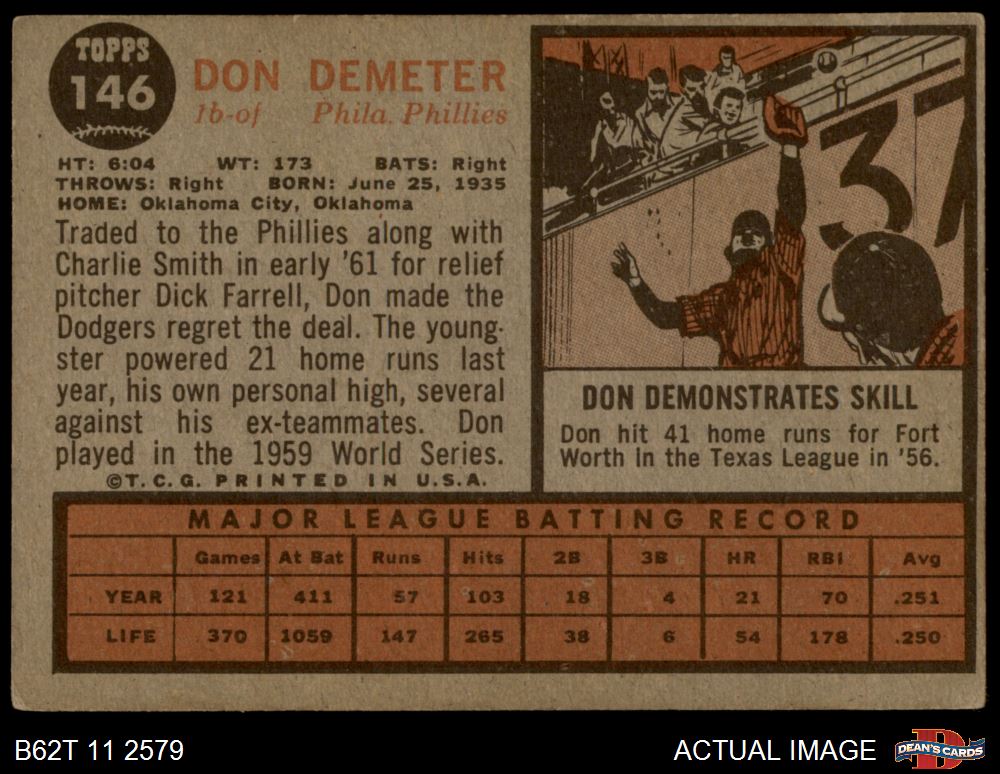 TOPPS
146
DON DEMETER
1b-of Phila. Phillies
HT: 6:04 WT: 173 BATS: Right
THROWS: Right BORN: June 25, 1935
HOME: Oklahoma City, Oklahoma
Traded to the Phillies along with
Charlie Smith in early '61 for relief
pitcher Dick Farrell, Don made the
Dodgers regret the deal. The young-
ster powered 21 home runs last
year, his own personal high, several
against his ex-teammates. Don
played in the 1959 World Series.
©T.C.G. PRINTED IN U.S.A.
37
DON DEMONSTRATES SKILL
Don hit 41 home runs for Fort
Worth in the Texas League in '56.
MAJOR LEAGUE BATTING RECORD
Games At Bat Runs Hits 2B 3B HR RBI Avg
YEAR 121 411 57 103 18 4 21 70 .251
LIFE 370 1059 147 265 38 6 54 178 .250
B62T 11 2579
ACTUAL IMAGE
D
DEAN'S CARDS